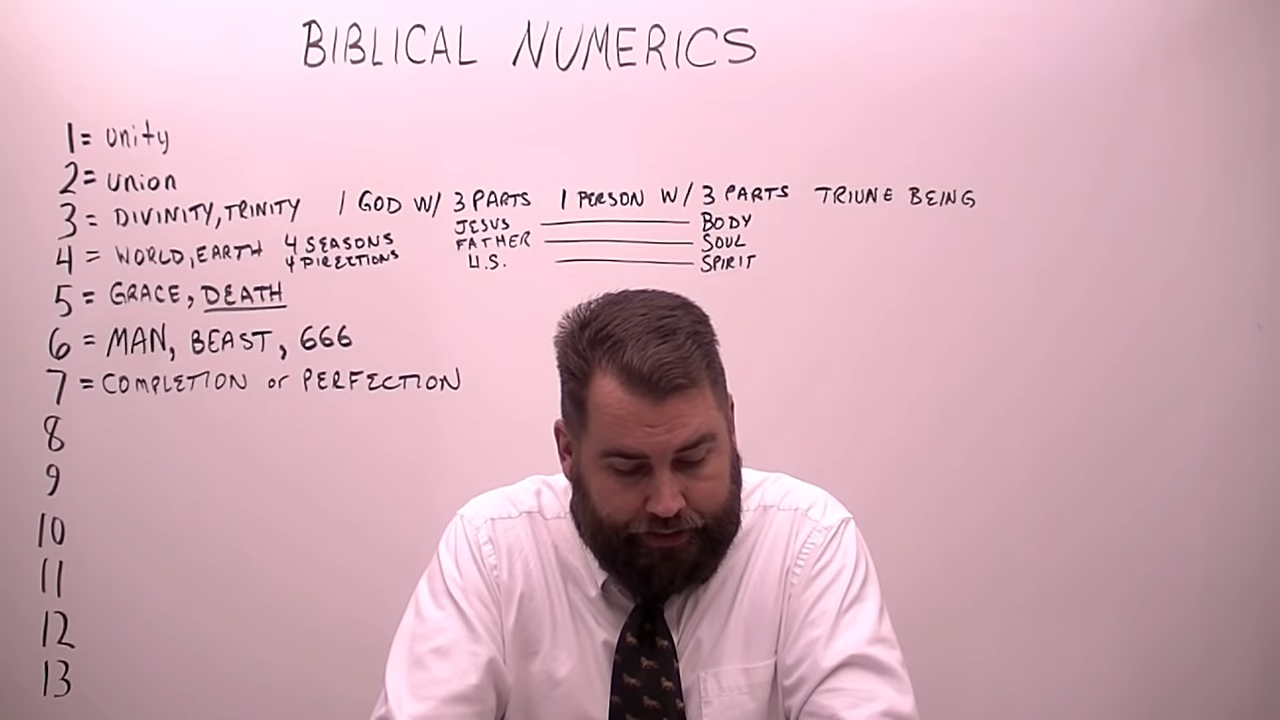 BIBLICAL NUMERICS
1 = unity
2 = union
3 = DIVINITY, TRINITY 1 GOD W/ 3 PARTS 1 PERSON W/ 3 PARTS TRIUNE BEING
JESUS BODY
4 = WORLD, EARTH 4 SEASONS FATHER SOUL
4 DIRECTIONS H.S. SPIRIT
5 = GRACE, DEATH
6 = MAN, BEAST, 666
7 = COMPLETION or PERFECTION
8
9
10
11
12
13